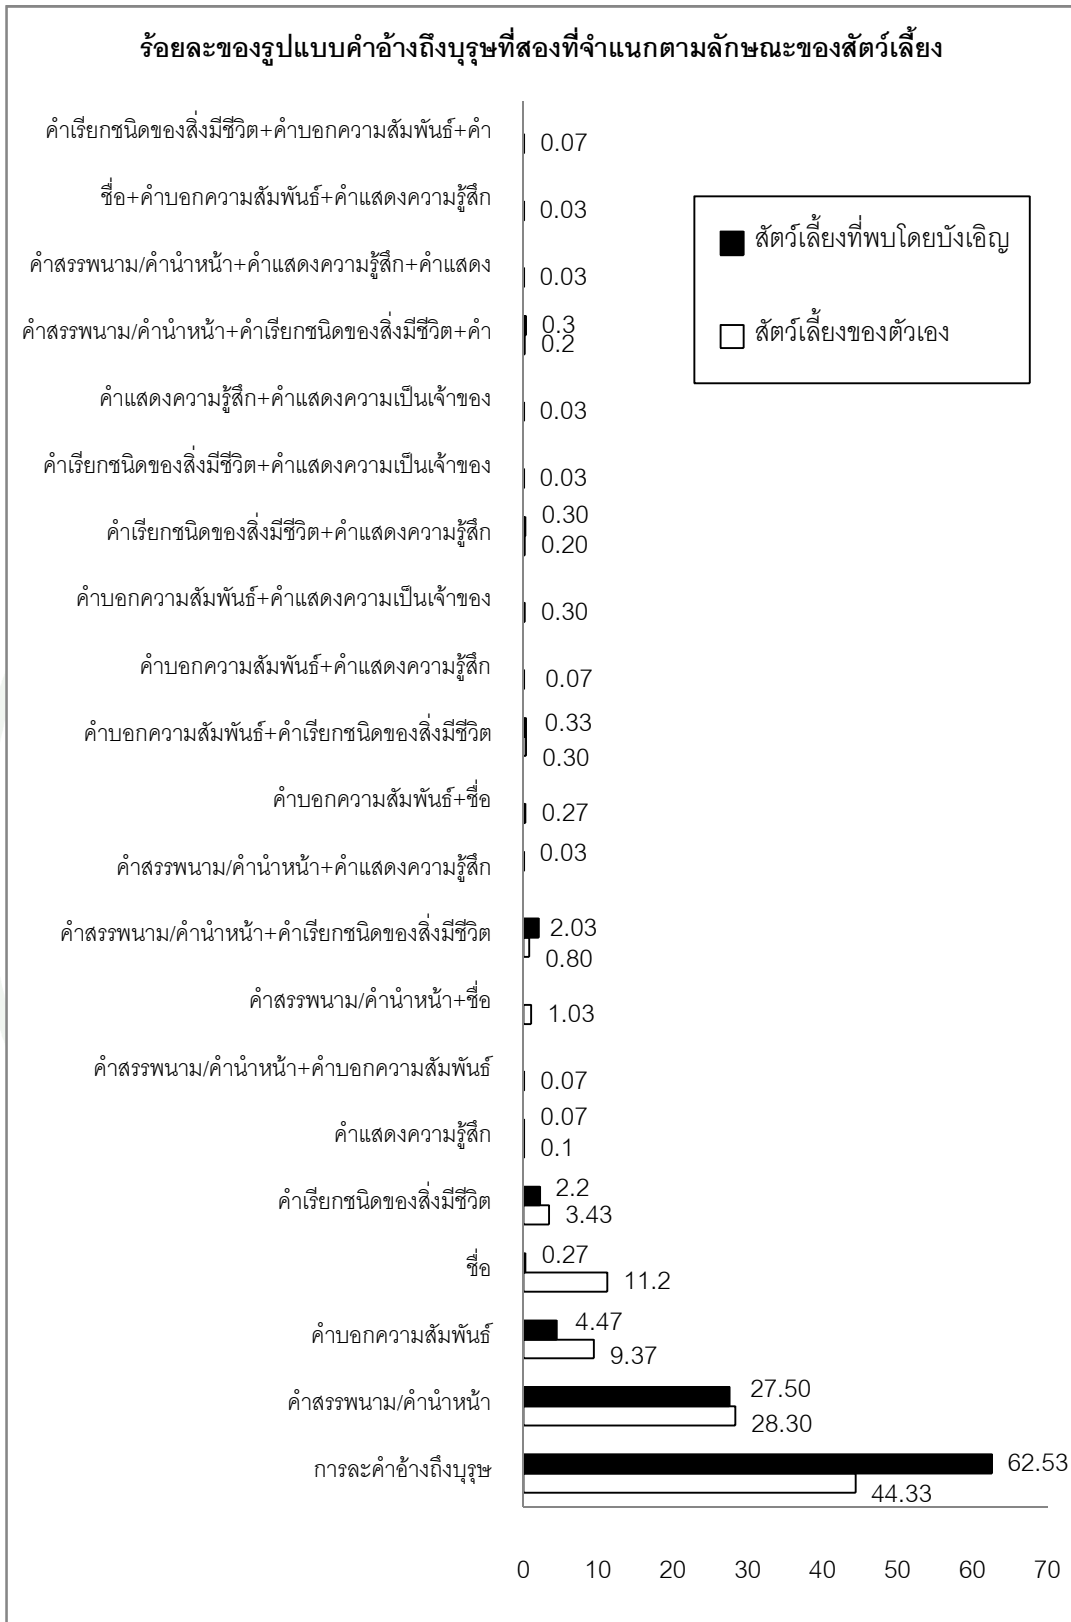 ร้อยละของรูปแบบคำอ้างถึงบุรุษที่สองที่จำแนกตามลักษณะของสัตว์เลี้ยง
คำเรียกชนิดของสิ่งมีชีวิต+คำบอกความสัมพันธ์+คำ
0.07
ชื่อ+คำบอกความสัมพันธ์+คำแสดงความรู้สึก
0.03
สัตว์เลี้ยงที่พบโดยบังเอิญ
สัตว์เลี้ยงของตัวเอง
คำสรรพนาม/คำนำหน้า+คำแสดงความรู้สึก+คำแสดง
0.03
คำสรรพนาม/คำนำหน้า+คำเรียกชนิดของสิ่งมีชีวิต+คำ
0.3
0.2
คำแสดงความรู้สึก+คำแสดงความเป็นเจ้าของ
0.03
คำเรียกชนิดของสิ่งมีชีวิต+คำแสดงความเป็นเจ้าของ
0.03
คำเรียกชนิดของสิ่งมีชีวิต+คำแสดงความรู้สึก
0.30
0.20
คำบอกความสัมพันธ์+คำแสดงความเป็นเจ้าของ
0.30
คำบอกความสัมพันธ์+คำแสดงความรู้สึก
0.07
คำบอกความสัมพันธ์+คำเรียกชนิดของสิ่งมีชีวิต
0.33
0.30
คำบอกความสัมพันธ์+ชื่อ
0.27
คำสรรพนาม/คำนำหน้า+คำแสดงความรู้สึก
0.03
คำสรรพนาม/คำนำหน้า+คำเรียกชนิดของสิ่งมีชีวิต
2.03
0.80
คำสรรพนาม/คำนำหน้า+ชื่อ
1.03
คำสรรพนาม/คำนำหน้า+คำบอกความสัมพันธ์
0.07
คำแสดงความรู้สึก
0.07
0.1
คำเรียกชนิดของสิ่งมีชีวิต
2.2
3.43
ชื่อ
0.27
11.2
คำบอกความสัมพันธ์
4.47
9.37
คำสรรพนาม/คำนำหน้า
27.50
28.30
การละคำอ้างถึงบุรุษ
62.53
44.33
0 10 20 30 40 50 60 70